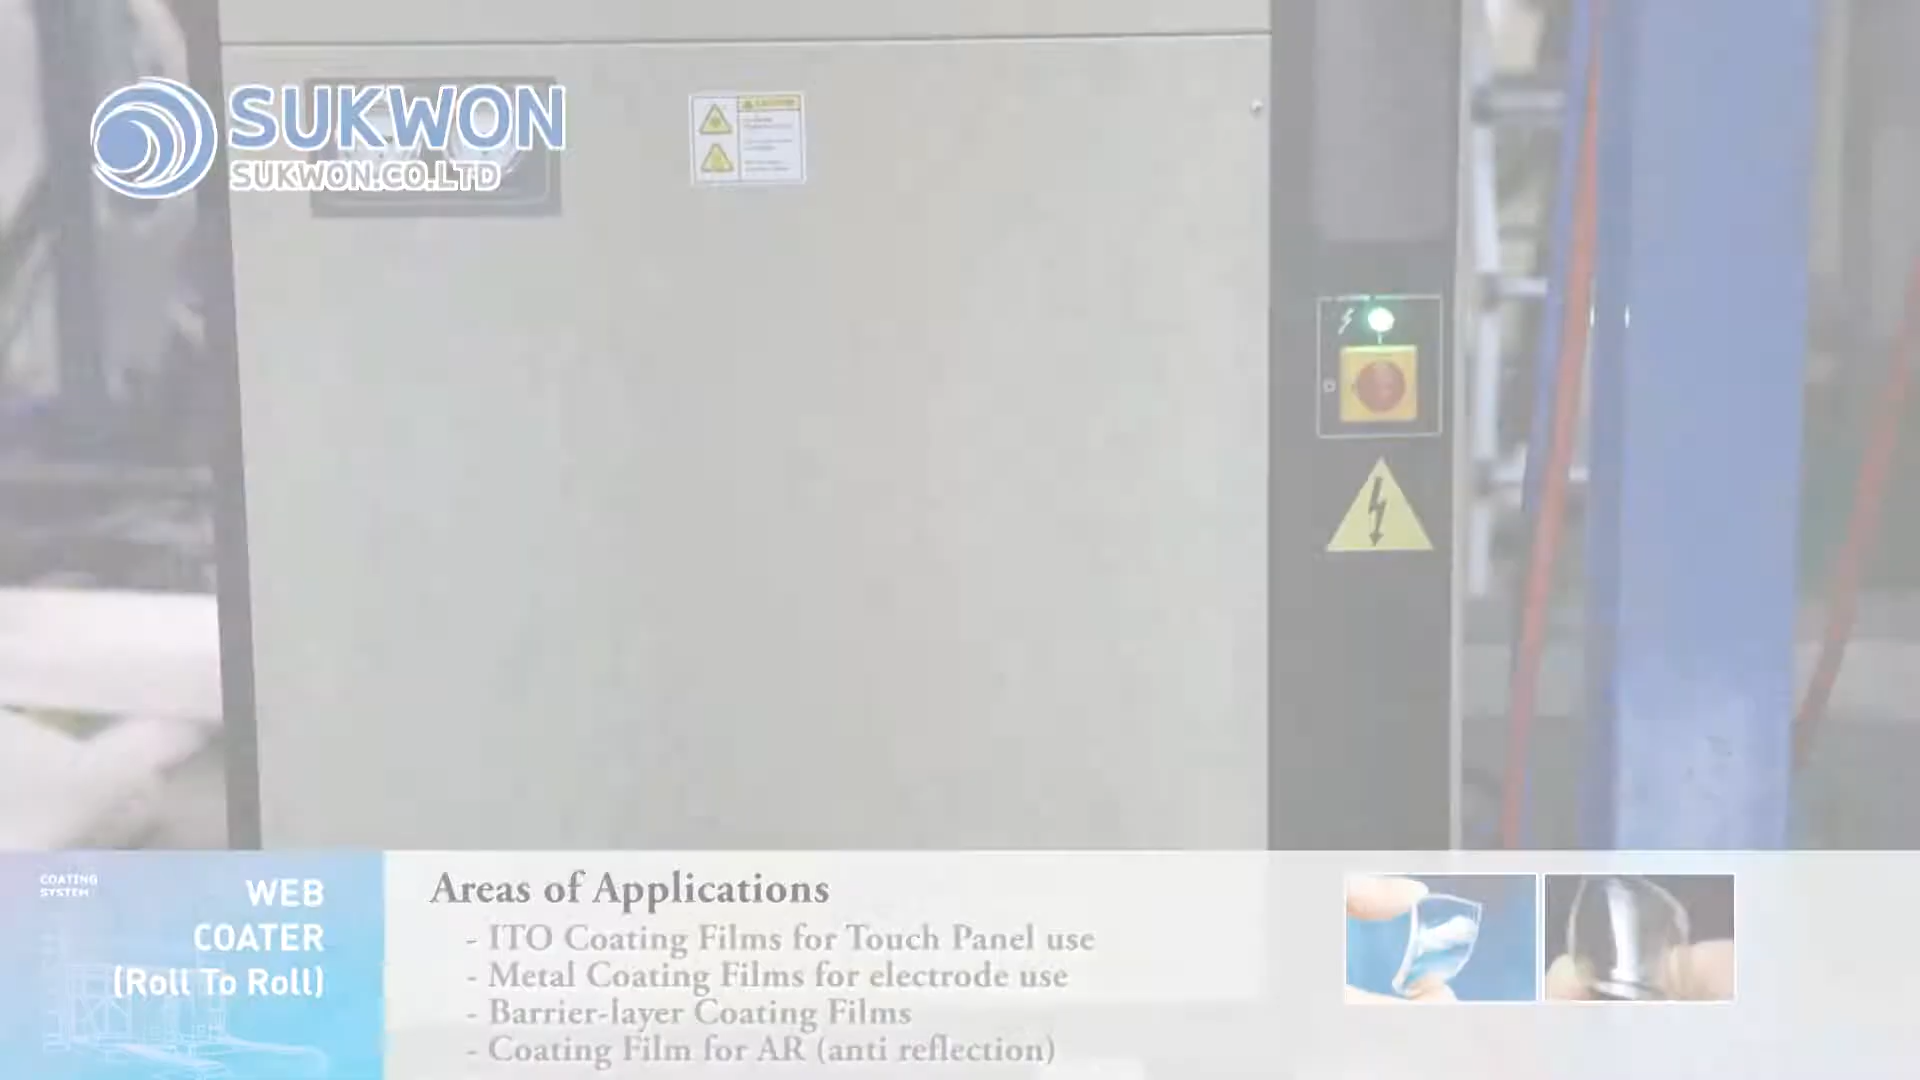 SUKWON
SUKWON.CO.LTD
CAUTION
COATING
SYSTEM
WEB
COATER
(Roll To Roll)
Areas of Applications
- ITO Coating Films for Touch Panel use
- Metal Coating Films for electrode use
- Barrier-layer Coating Films
- Coating Film for AR (anti reflection)